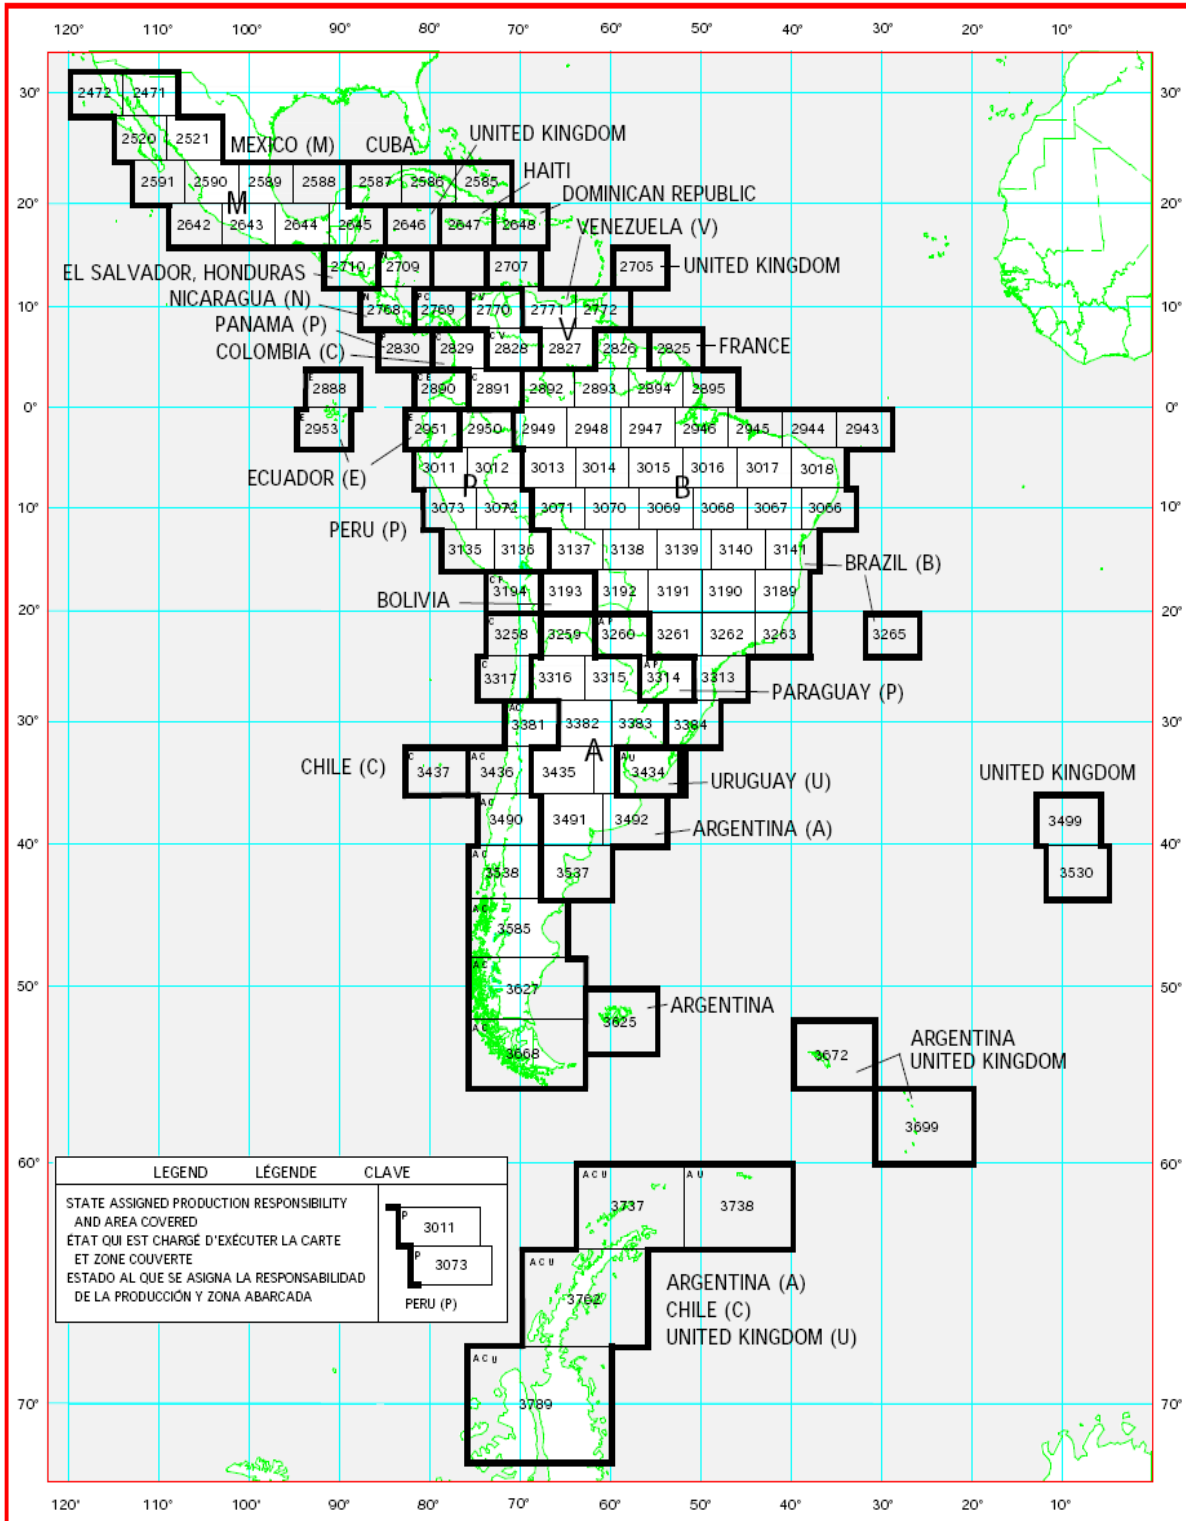 120° 110° 100° 90° 80° 70° 60° 50° 40° 30° 20° 10°
30° 2472 2471 30°
UNITED KINGDOM
2520 2521 MEXICO (M) CUBA
HAITI
2591 2590 2589 2588 2587 2586 2585
DOMINICAN REPUBLIC
20° M 20°
2642 2643 2644 2645 2646 2647 2648
VENEZUELA (V)
N
2710 2709 2707 2705 UNITED KINGDOM
EL SALVADOR, HONDURAS
N P C C V
NICARAGUA (N)
10° 2768 2769 2770 2771 2772 10°
PANAMA (P)
P C C V V
2830 2829 2828 2827 2826 2825 FRANCE
COLOMBIA (C)
E C E C
2888 2890 2891 2892 2893 2894 2895
0° 0°
E E
2953 2951 2950 2949 2948 2947 2946 2945 2944 2943
ECUADOR (E)
3011 3012 3013 3014 3015 3016 3017 3018
P B
10° 3073 3072 3071 3070 3069 3068 3067 3066 10°
PERU (P)
3135 3136 3137 3138 3139 3140 3141
BRAZIL (B)
C P
3194 3193 3192 3191 3190 3189
BOLIVIA
20° 20°
C A P
3258 3259 3260 3261 3262 3263 3265
C A P
3317 3316 3315 3314 3313
PARAGUAY (P)
A C
30° 3381 3382 3383 3384 30°
A
CHILE (C)
C A C A U
3437 3436 3435 3434
URUGUAY (U)
UNITED KINGDOM
A C
3490 3491 3492 3499
ARGENTINA (A)
40° 40°
A C
3538 3537 3530
A C
3585
A C
50° 3627 50°
ARGENTINA
3625
A C
3668 3672
ARGENTINA
UNITED KINGDOM
3699
60° 60°
A C U A U
3737 3738
A C U
3762
ARGENTINA (A)
CHILE (C)
UNITED KINGDOM (U)
A C U
70° 3789 70°
LEGEND LÉGENDE CLAVE
STATE ASSIGNED PRODUCTION RESPONSIBILITY
AND AREA COVERED
ÉTAT QUI EST CHARGÉ D'EXÉCUTER LA CARTE
ET ZONE COUVERTE
ESTADO AL QUE SE ASIGNA LA RESPONSABILIDAD
DE LA PRODUCCIÓN Y ZONA ABARCADA
P
3011
P
3073
PERU (P)
120° 110° 100° 90° 80° 70° 60° 50° 40° 30° 20° 10°